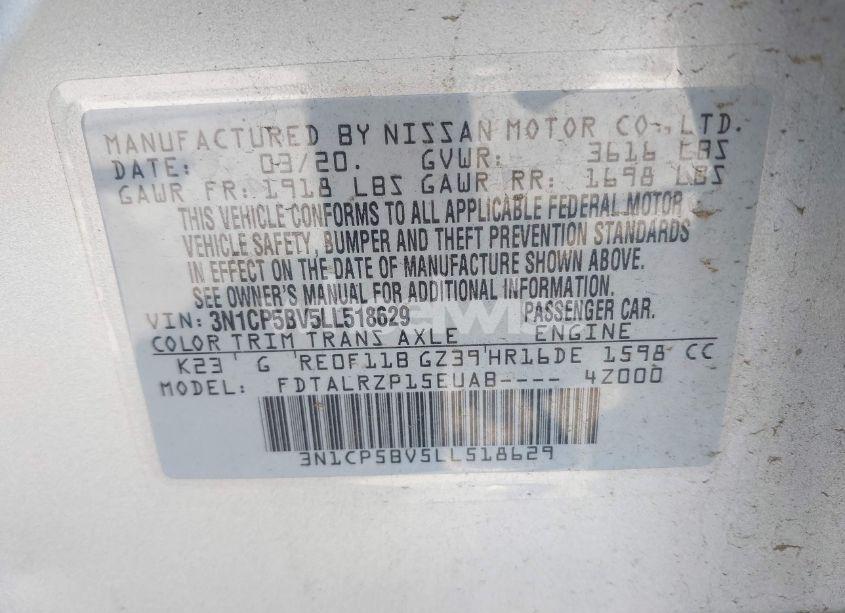 MANUFACTURED BY NISSAN MOTOR CO., LTD.
DATE: 03/20. GVWR: 3616 LBS
GAWR FR: 1918 LBS GAWR RR: 1698 LBS
THIS VEHICLE CONFORMS TO ALL APPLICABLE FEDERAL MOTOR
VEHICLE SAFETY, BUMPER AND THEFT PREVENTION STANDARDS
IN EFFECT ON THE DATE OF MANUFACTURE SHOWN ABOVE.
SEE OWNER'S MANUAL FOR ADDITIONAL INFORMATION.
VIN: 3N1CP5BV5LL518629 PASSENGER CAR.
COLOR TRIM TRANS AXLE ENGINE
K23 G RE0F11B GZ39 HR16DE 1598 CC
MODEL: FDTALRZP15EUAB---- 4Z000
3N1CP5BV5LL518629